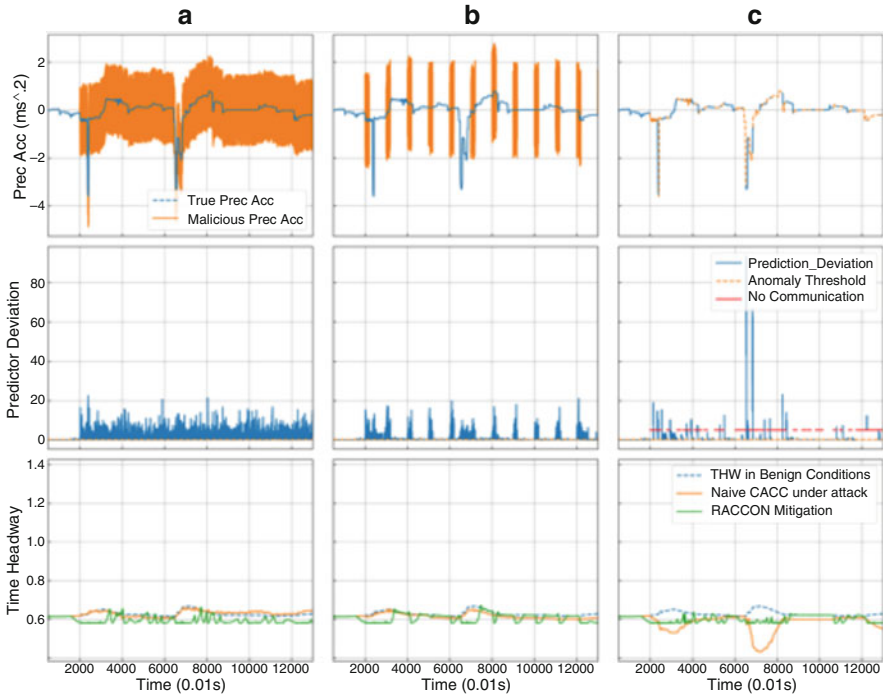 a b c
Prec Acc (ms^.2)
2
0
−2
−4
True Prec Acc
Malicious Prec Acc
Predictor Deviation
80
60
40
20
0
Prediction_Deviation
Anomaly Threshold
No Communication
Time Headway
1.4
1.2
1.0
0.8
0.6
THW in Benign Conditions
Naive CACC under attack
RACCON Mitigation
2000 4000 6000 8000 10000 12000 2000 4000 6000 8000 10000 12000 2000 4000 6000 8000 10000 12000
Time (0.01s) Time (0.01s) Time (0.01s)